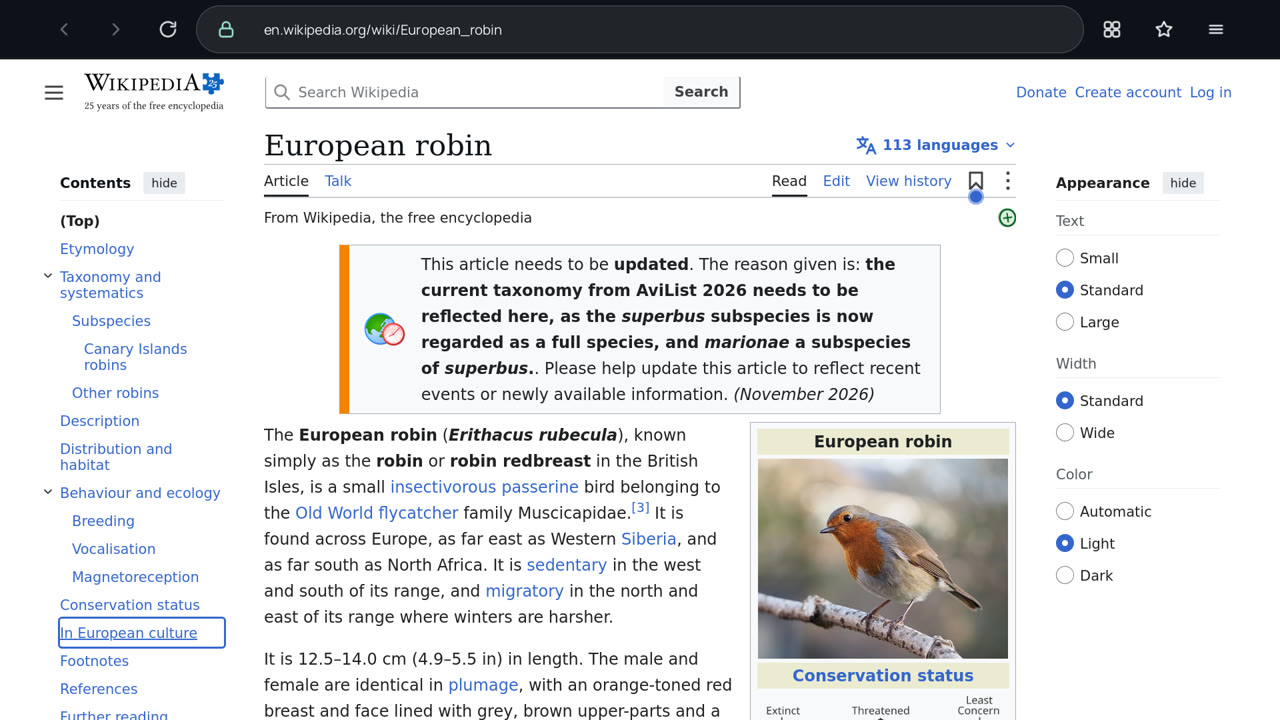 en.wikipedia.org/wiki/European_robin
WIKIPEDIA 25
25 years of the free encyclopedia
Search Wikipedia
Search
Donate Create account Log in
European robin
113 languages
Article Talk
Read Edit View history
From Wikipedia, the free encyclopedia
Contents hide
(Top)
Etymology
Taxonomy and
systematics
Subspecies
Canary Islands
robins
Other robins
Description
Distribution and
habitat
Behaviour and ecology
Breeding
Vocalisation
Magnetoreception
Conservation status
In European culture
Footnotes
References
Further reading
This article needs to be updated. The reason given is: the
current taxonomy from AviList 2026 needs to be
reflected here, as the superbus subspecies is now
regarded as a full species, and marionae a subspecies
of superbus.. Please help update this article to reflect recent
events or newly available information. (November 2026)
The European robin (Erithacus rubecula), known
simply as the robin or robin redbreast in the British
Isles, is a small insectivorous passerine bird belonging to
the Old World flycatcher family Muscicapidae.[3] It is
found across Europe, as far east as Western Siberia, and
as far south as North Africa. It is sedentary in the west
and south of its range, and migratory in the north and
east of its range where winters are harsher.
It is 12.5–14.0 cm (4.9–5.5 in) in length. The male and
female are identical in plumage, with an orange-toned red
breast and face lined with grey, brown upper-parts and a
European robin
Conservation status
Extinct
Threatened
Least
Concern
Appearance hide
Text
Small
Standard
Large
Width
Standard
Wide
Color
Automatic
Light
Dark